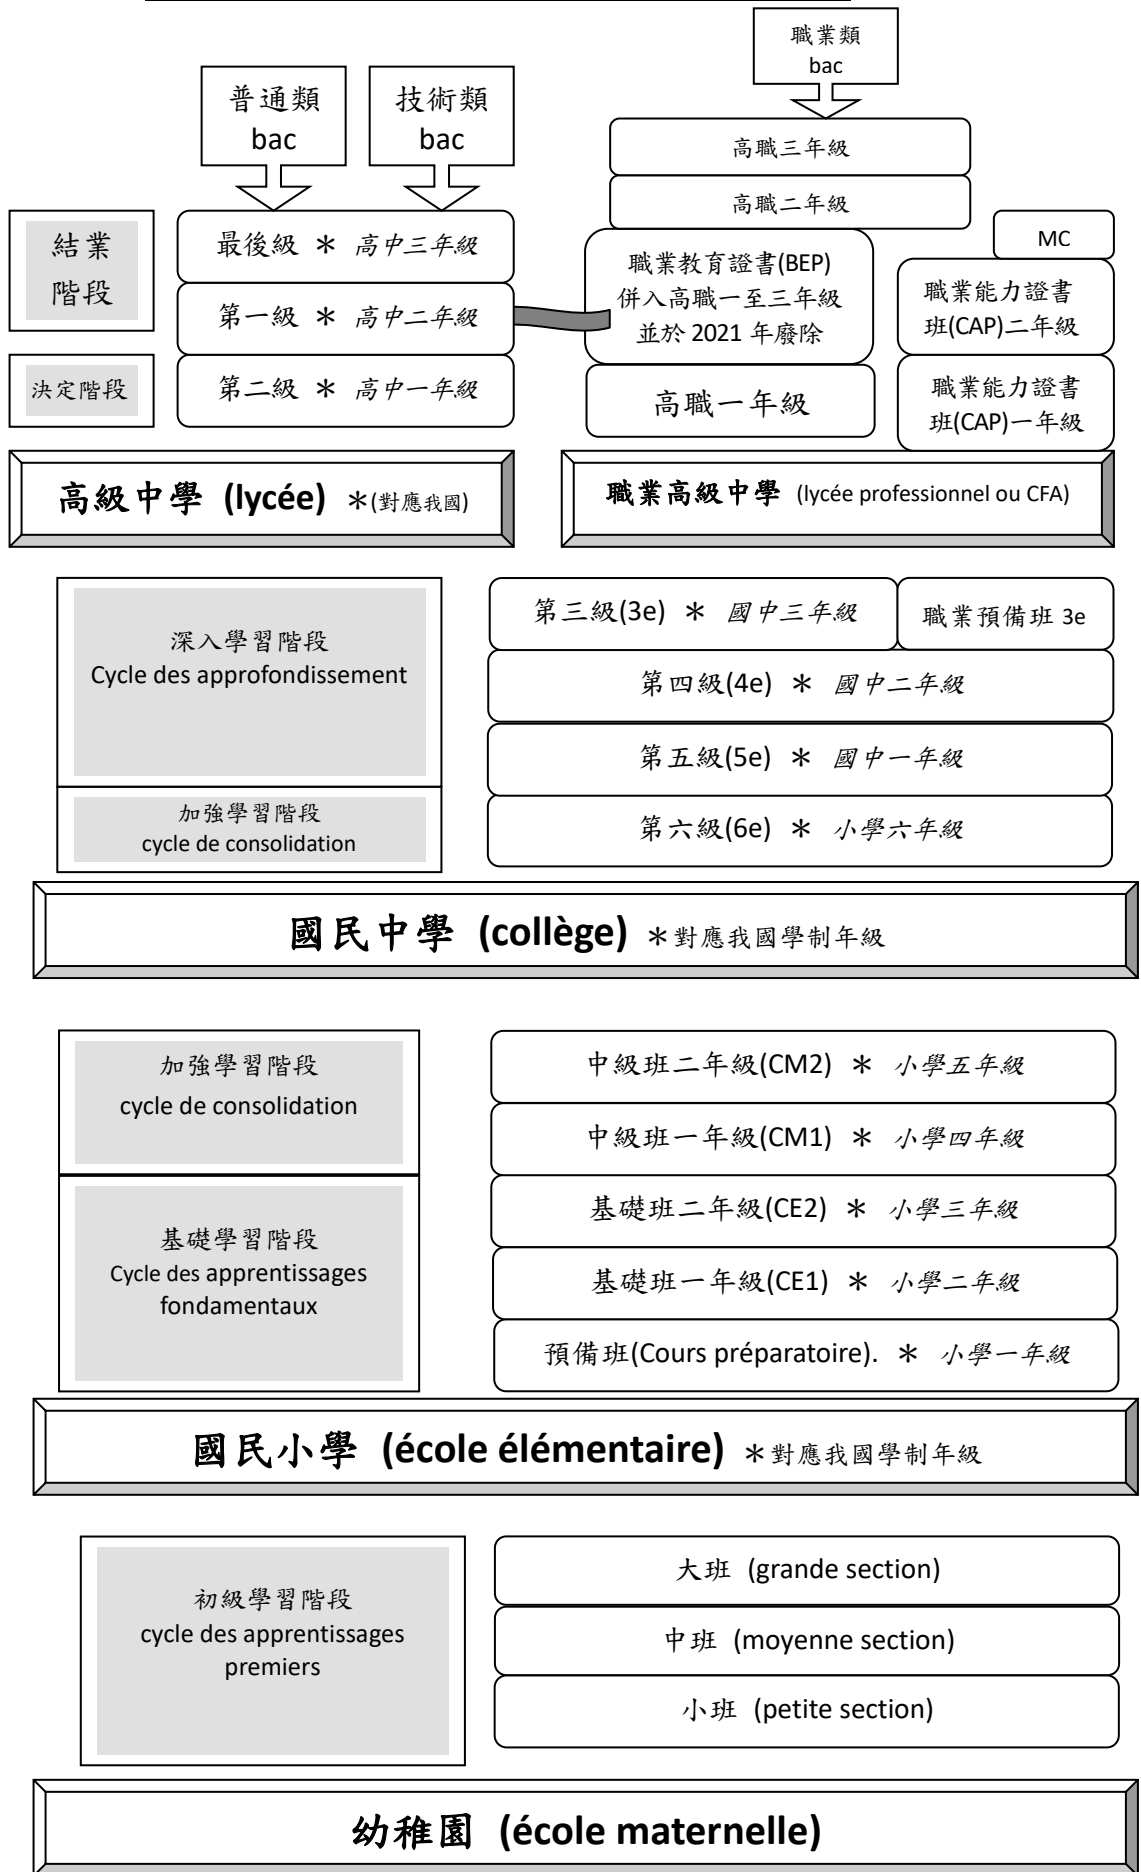 職業類
bac
普通類
bac
技術類
bac
高職三年級
高職二年級
結業
階段
最後級 ＊ 高中三年級
第一級 ＊ 高中二年級
決定階段
第二級 ＊ 高中一年級
職業教育證書(BEP)
併入高職一至三年級
並於 2021 年廢除
高職一年級
MC
職業能力證書
班(CAP)二年級
職業能力證書
班(CAP)一年級
高級中學 (lycée) ＊(對應我國)
職業高級中學 (lycée professionnel ou CFA)
深入學習階段
Cycle des approfondissement
第三級(3e) ＊ 國中三年級
職業預備班 3e
第四級(4e) ＊ 國中二年級
第五級(5e) ＊ 國中一年級
加強學習階段
cycle de consolidation
第六級(6e) ＊ 小學六年級
國民中學 (collège) ＊對應我國學制年級
加強學習階段
cycle de consolidation
中級班二年級(CM2) ＊ 小學五年級
中級班一年級(CM1) ＊ 小學四年級
基礎學習階段
Cycle des apprentissages
fondamentaux
基礎班二年級(CE2) ＊ 小學三年級
基礎班一年級(CE1) ＊ 小學二年級
預備班(Cours préparatoire). ＊ 小學一年級
國民小學 (école élémentaire) ＊對應我國學制年級
初級學習階段
cycle des apprentissages
premiers
大班 (grande section)
中班 (moyenne section)
小班 (petite section)
幼稚園 (école maternelle)